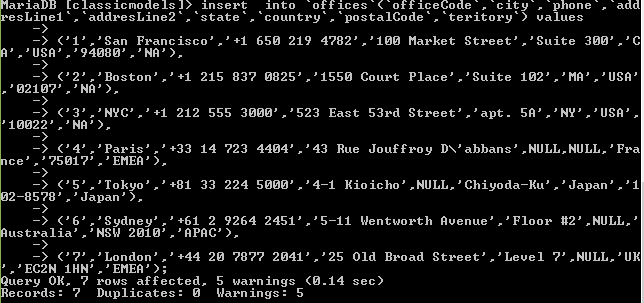 MariaDB [classicmodels]> insert  into `offices`(`officeCode`,`city`,`phone`,`add
resLine1`,`addresLine2`,`state`,`country`,`postalCode`,`teritory`) values
    ->
    -> ('1','San Francisco','+1 650 219 4782','100 Market Street','Suite 300','C
A','USA','94080','NA'),
    ->
    -> ('2','Boston','+1 215 837 0825','1550 Court Place','Suite 102','MA','USA'
,'02107','NA'),
    ->
    -> ('3','NYC','+1 212 555 3000','523 East 53rd Street','apt. 5A','NY','USA',
'10022','NA'),
    ->
    -> ('4','Paris','+33 14 723 4404','43 Rue Jouffroy D\'abbans',NULL,NULL,'Fra
nce','75017','EMEA'),
    ->
    -> ('5','Tokyo','+81 33 224 5000','4-1 Kioicho',NULL,'Chiyoda-Ku','Japan','1
02-8578','Japan'),
    ->
    -> ('6','Sydney','+61 2 9264 2451','5-11 Wentworth Avenue','Floor #2',NULL,'
Australia','NSW 2010','APAC'),
    ->
    -> ('7','London','+44 20 7877 2041','25 Old Broad Street','Level 7',NULL,'UK
','EC2N 1HN','EMEA');
Query OK, 7 rows affected, 5 warnings (0.14 sec)
Records: 7  Duplicates: 0  Warnings: 5